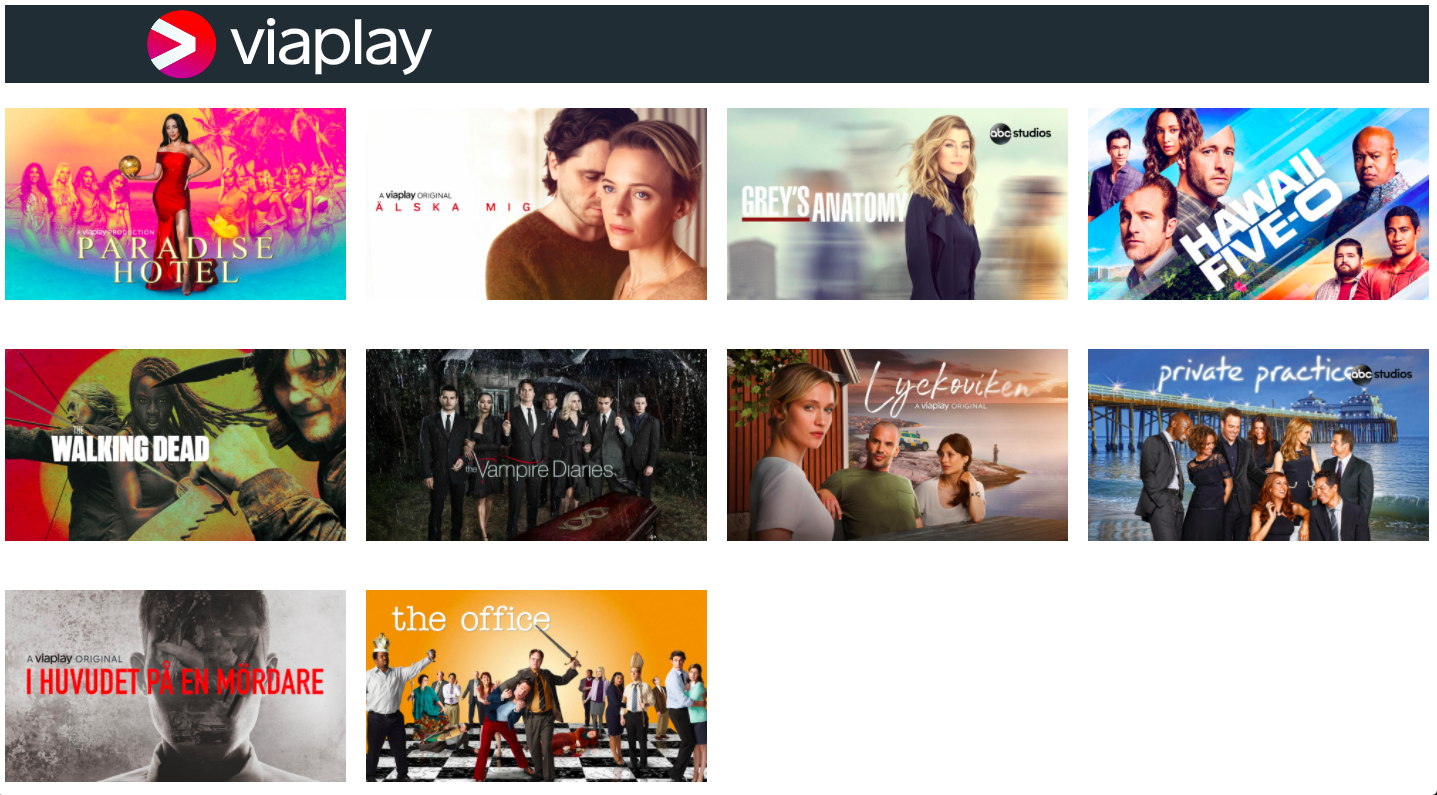 viaplay
A viaplay PRODUCTION
PARADISE
HOTEL
A viaplay ORIGINAL
ÄLSKA MIG
abc studios
GREY'S ANATOMY
HAWAII
FIVE-O
THE
WALKING DEAD
the Vampire Diaries
Lyckoviken
A viaplay ORIGINAL
private practice
abc studios
A viaplay ORIGINAL
I HUVUDET PÅ EN MÖRDARE
the office